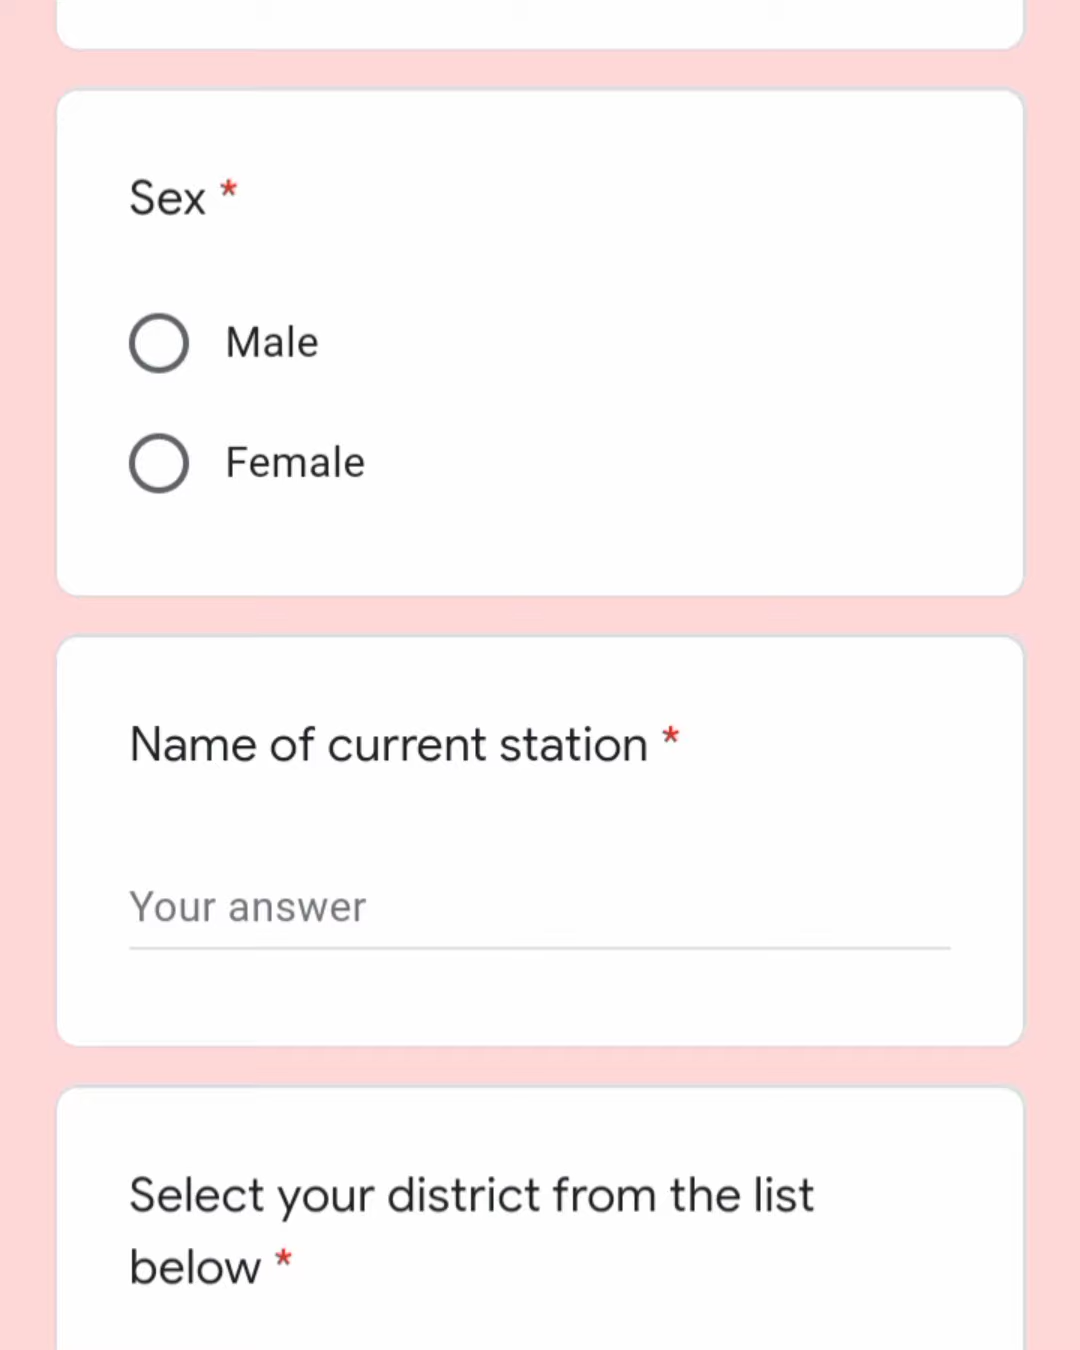 Sex *
Male
Female
Name of current station *
Your answer
Select your district from the list
below *